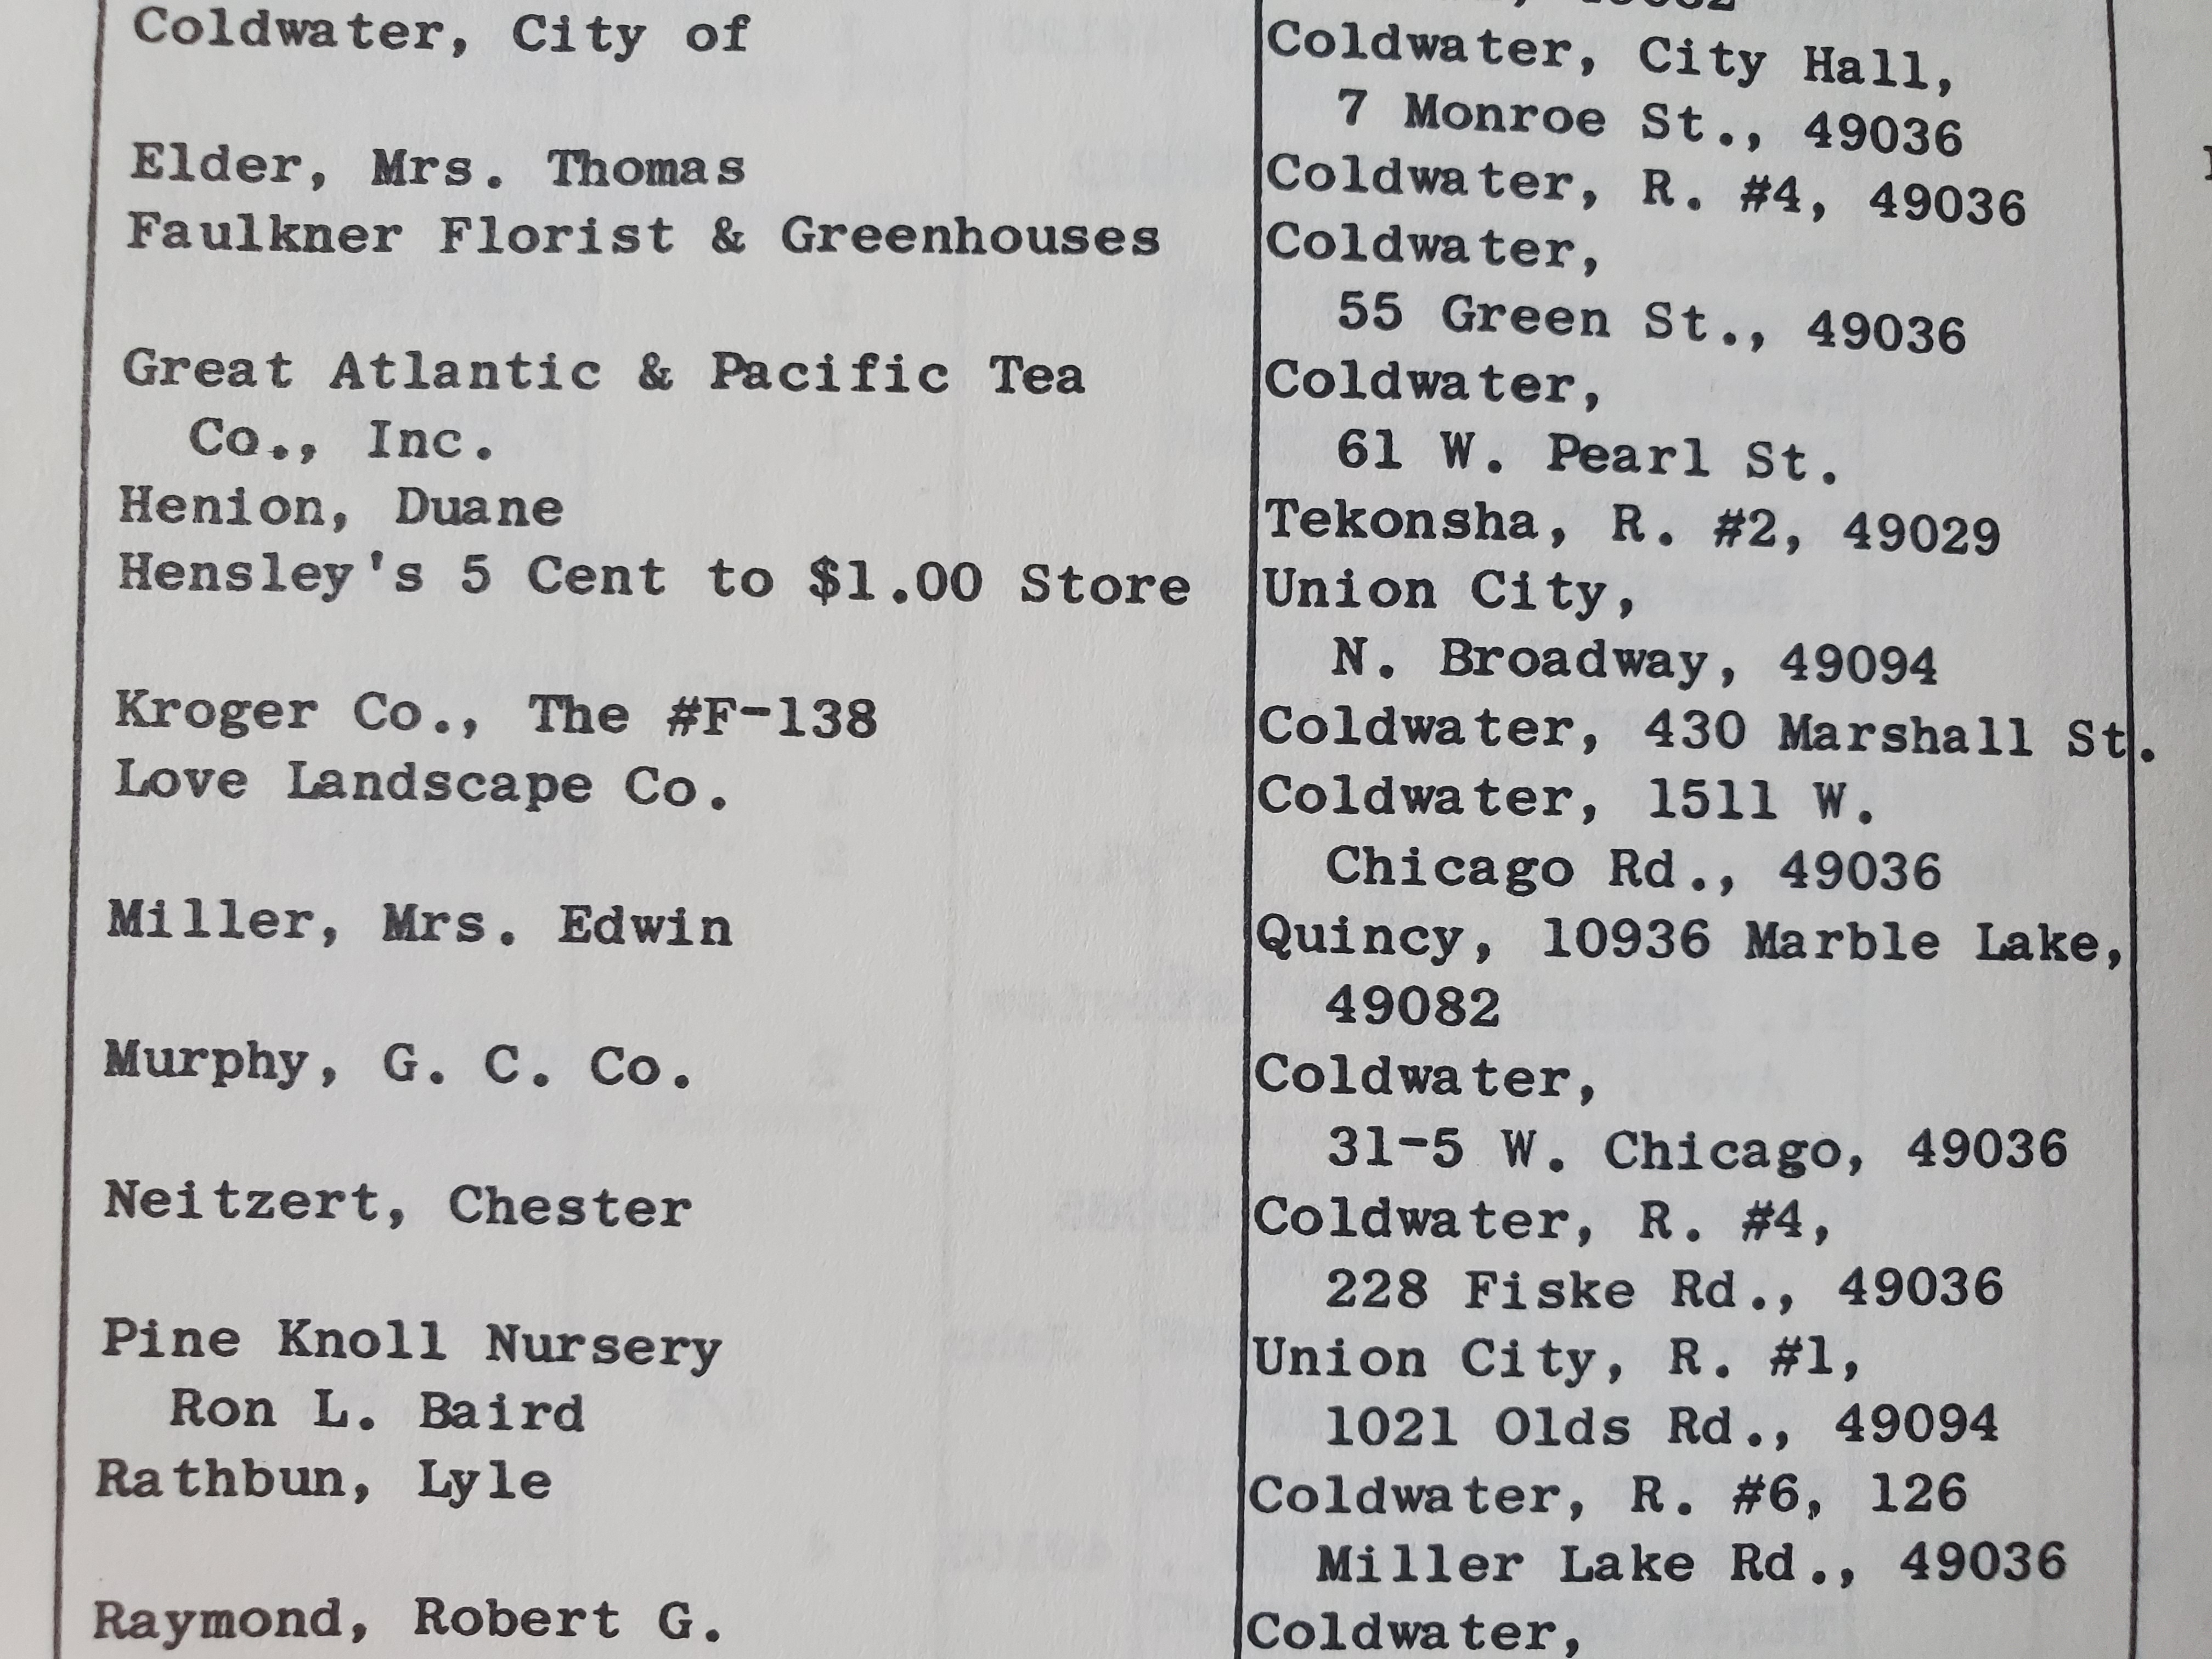 Coldwater, City of
Coldwater, City Hall,
7 Monroe St., 49036
Elder, Mrs. Thomas
Coldwater, R. #4, 49036
Faulkner Florist & Greenhouses
Coldwater,
55 Green St., 49036
Great Atlantic & Pacific Tea
Co., Inc.
Coldwater,
61 W. Pearl St.
Henion, Duane
Tekonsha, R. #2, 49029
Hensley's 5 Cent to $1.00 Store
Union City,
N. Broadway, 49094
Kroger Co., The #F-138
Coldwater, 430 Marshall St.
Love Landscape Co.
Coldwater, 1511 W.
Chicago Rd., 49036
Miller, Mrs. Edwin
Quincy, 10936 Marble Lake,
49082
Murphy, G. C. Co.
Coldwater,
31-5 W. Chicago, 49036
Neitzert, Chester
Coldwater, R. #4,
228 Fiske Rd., 49036
Pine Knoll Nursery
Ron L. Baird
Union City, R. #1,
1021 Olds Rd., 49094
Rathbun, Lyle
Coldwater, R. #6, 126
Miller Lake Rd., 49036
Raymond, Robert G.
Coldwater,